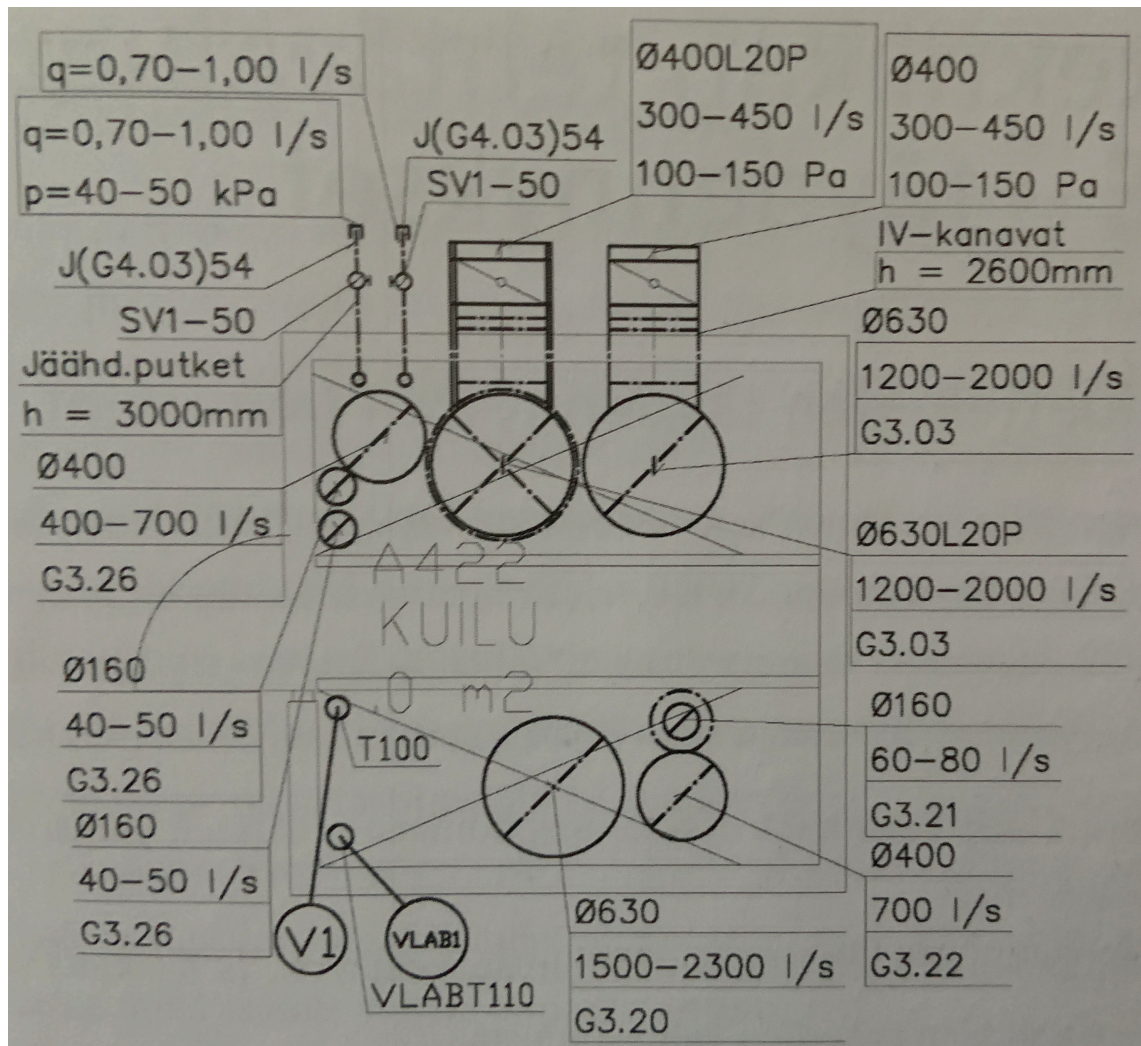 q=0,70-1,00 l/s
q=0,70-1,00 l/s
p=40-50 kPa
J(G4.03)54
SV1-50
Jäähd.putket
h = 3000mm
Ø400
400-700 l/s
G3.26
Ø160
40-50 l/s
G3.26
Ø160
40-50 l/s
G3.26
J(G4.03)54
SV1-50
Ø400L20P
300-450 l/s
100-150 Pa
Ø400
300-450 l/s
100-150 Pa
IV-kanavat
h = 2600mm
Ø630
1200-2000 l/s
G3.03
Ø630L20P
1200-2000 l/s
G3.03
A422
KUILU
.0 m2
T100
V1
VLAB1
VLABT110
Ø630
1500-2300 l/s
G3.20
Ø160
60-80 l/s
G3.21
Ø400
700 l/s
G3.22